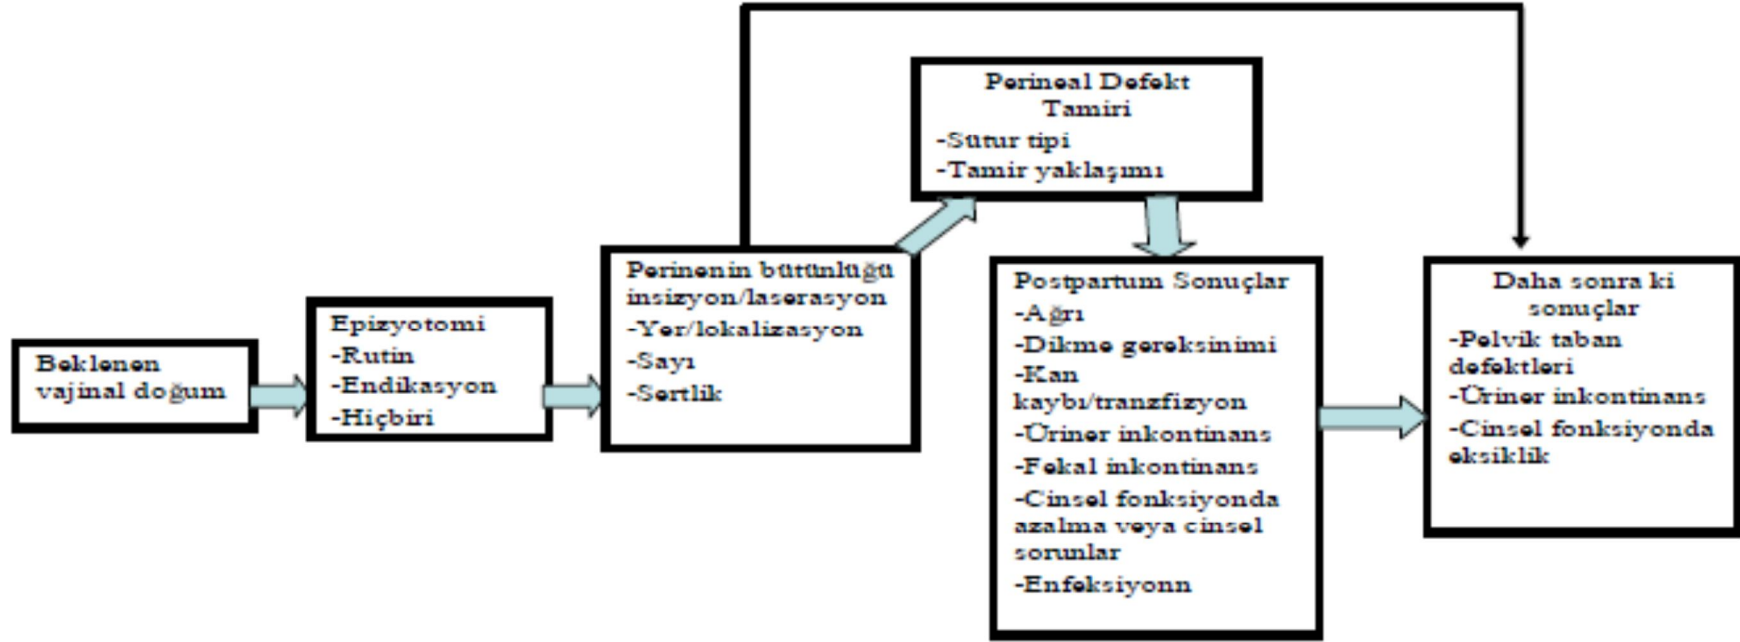 Beklenen
vajinal doğum
Epizyotomi
-Rutin
-Endikasyon
-Hiçbiri
Perinenin bütünlüğü
insizyon/laserasyon
-Yer/lokalizasyon
-Sayı
-Sertlik
Perineal Defekt
Tamiri
-Sütur tipi
-Tamir yaklaşımı
Postpartum Sonuçlar
-Ağrı
-Dikme gereksinimi
-Kan
kaybı/tranzfizyon
-Üriner inkontinans
-Fekal inkontinans
-Cinsel fonksiyonda
azalma veya cinsel
sorunlar
-Enfeksiyonn
Daha sonra ki
sonuçlar
-Pelvik taban
defektleri
-Üriner inkontinans
-Cinsel fonksiyonda
eksiklik